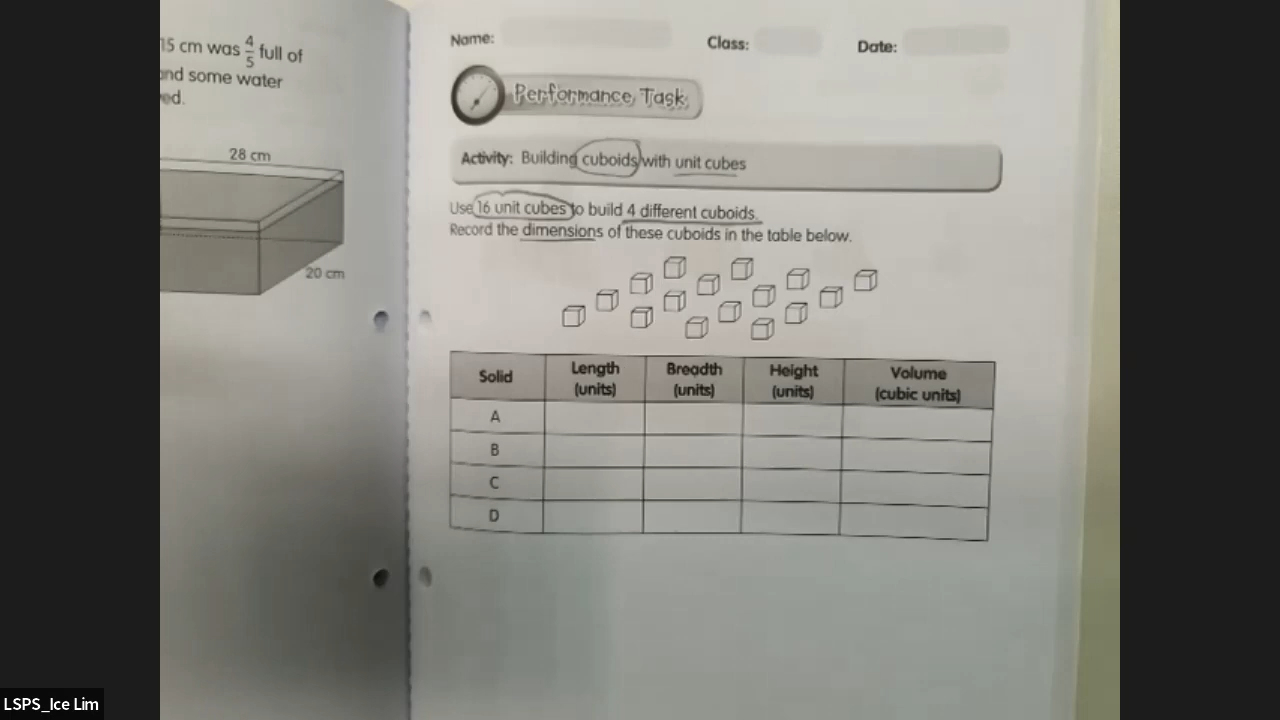 15 cm was 4/5 full of
and some water
ed.
28 cm
20 cm
Name:
Class:
Date:
Performance Task
Activity: Building cuboids with unit cubes
Use 16 unit cubes to build 4 different cuboids.
Record the dimensions of these cuboids in the table below.
Solid Length (units) Breadth (units) Height (units) Volume (cubic units)
A
B
C
D
LSPS_Ice Lim